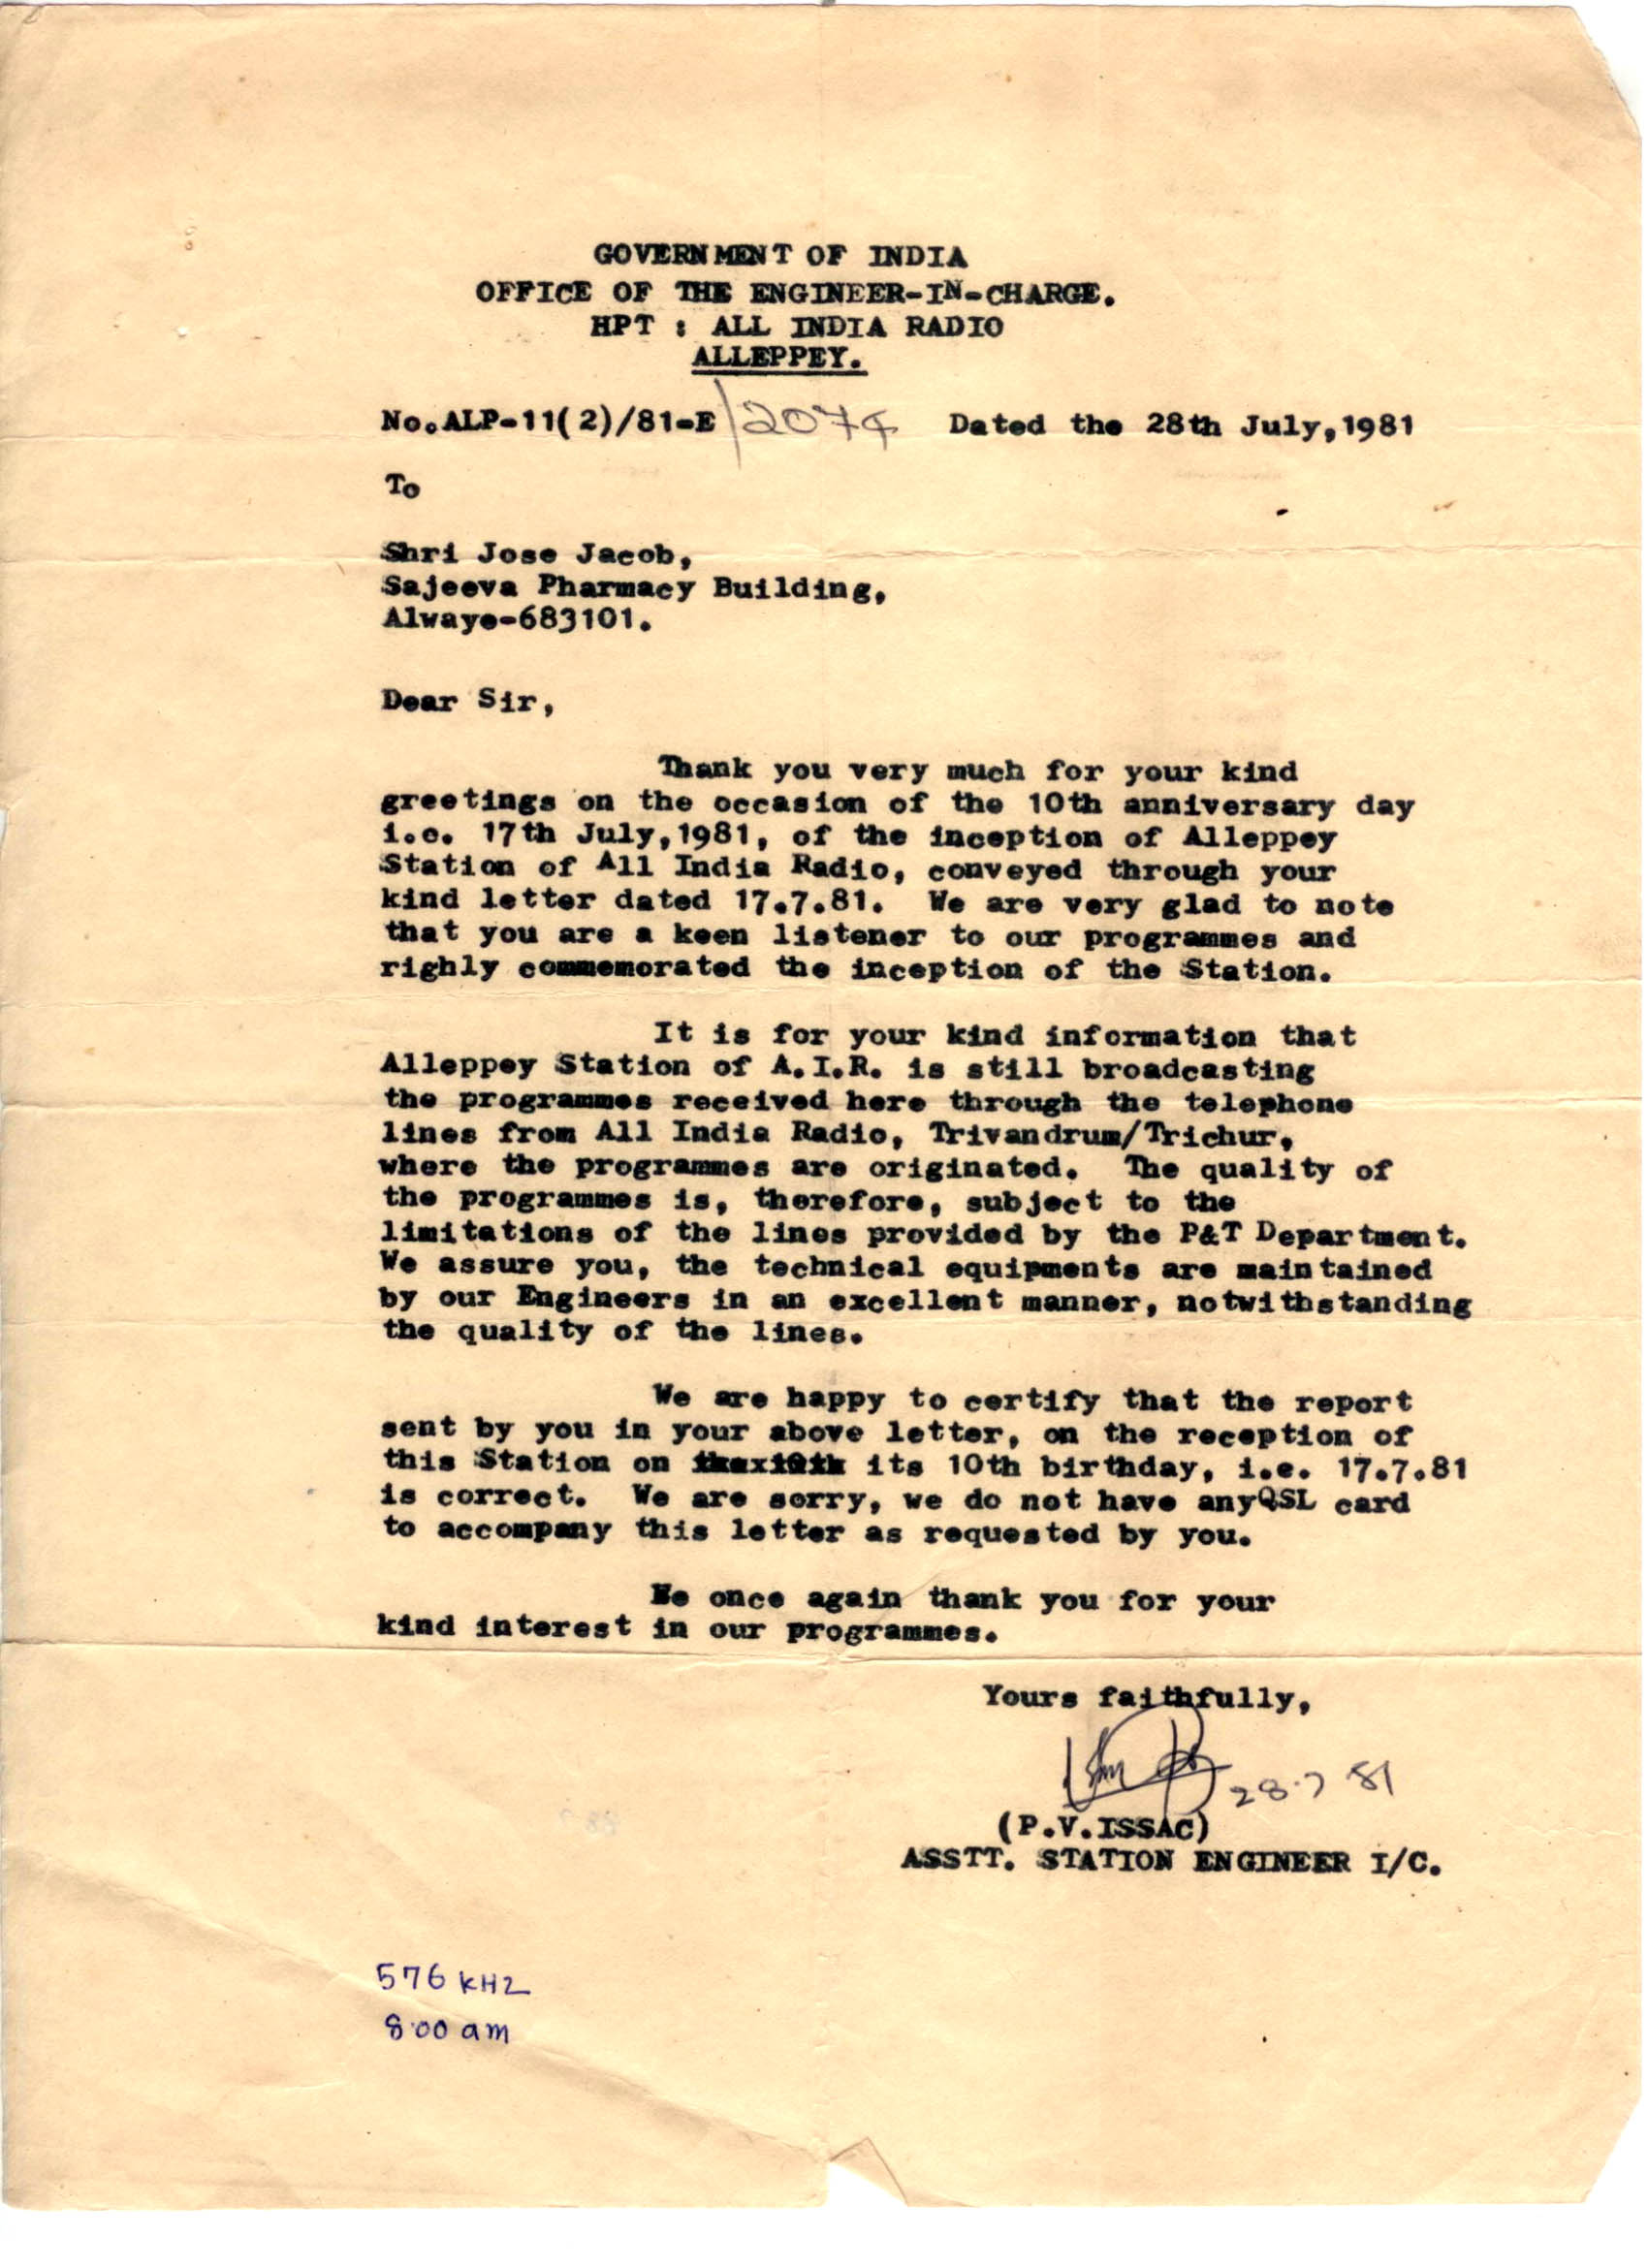 GOVERNMENT OF INDIA
OFFICE OF THE ENGINEER-IN-CHARGE.
HPT : ALL INDIA RADIO
ALLEPPEY.
No.ALP-11(2)/81-E/2074 Dated the 28th July,1981
To
Shri Jose Jacob,
Sajeeva Pharmacy Building,
Alwaye-683101.
Dear Sir,
Thank you very much for your kind
greetings on the occasion of the 10th anniversary day
i.e. 17th July,1981, of the inception of Alleppey
Station of All India Radio, conveyed through your
kind letter dated 17.7.81. We are very glad to note
that you are a keen listener to our programmes and
righly commemorated the inception of the Station.
It is for your kind information that
Alleppey Station of A.I.R. is still broadcasting
the programmes received here through the telephone
lines from All India Radio, Trivandrum/Trichur,
where the programmes are originated. The quality of
the programmes is, therefore, subject to the
limitations of the lines provided by the P&T Department.
We assure you, the technical equipments are maintained
by our Engineers in an excellent manner, notwithstanding
the quality of the lines.
We are happy to certify that the report
sent by you in your above letter, on the reception of
this Station on its 10th birthday, i.e. 17.7.81
is correct. We are sorry, we do not have anyQSL card
to accompany this letter as requested by you.
We once again thank you for your
kind interest in our programmes.
Yours faithfully,
28.7 81
(P.V.ISSAC)
ASSTT. STATION ENGINEER I/C.
576 KHZ
8.00 am